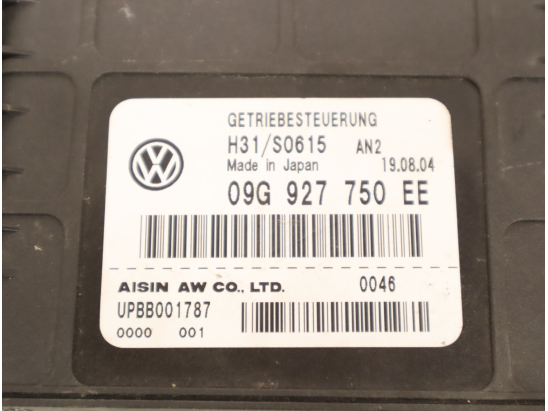 GETRIEBESTEUERUNG
H31/S0615 AN2
Made in Japan 19.08.04
09G 927 750 EE
AISIN AW CO., LTD. 0046
UPBB001787
0000 001